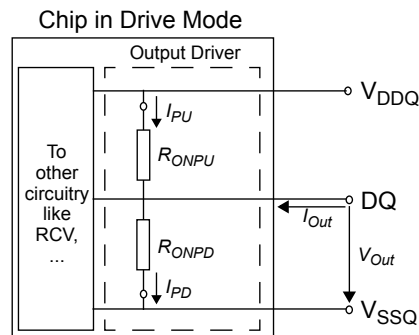 Chip in Drive Mode
Output Driver
V_DDQ
I_PU
To
other
circuitry
like
RCV,
...
R_ONPU
DQ
I_Out
R_ONPD
V_Out
I_PD
V_SSQ